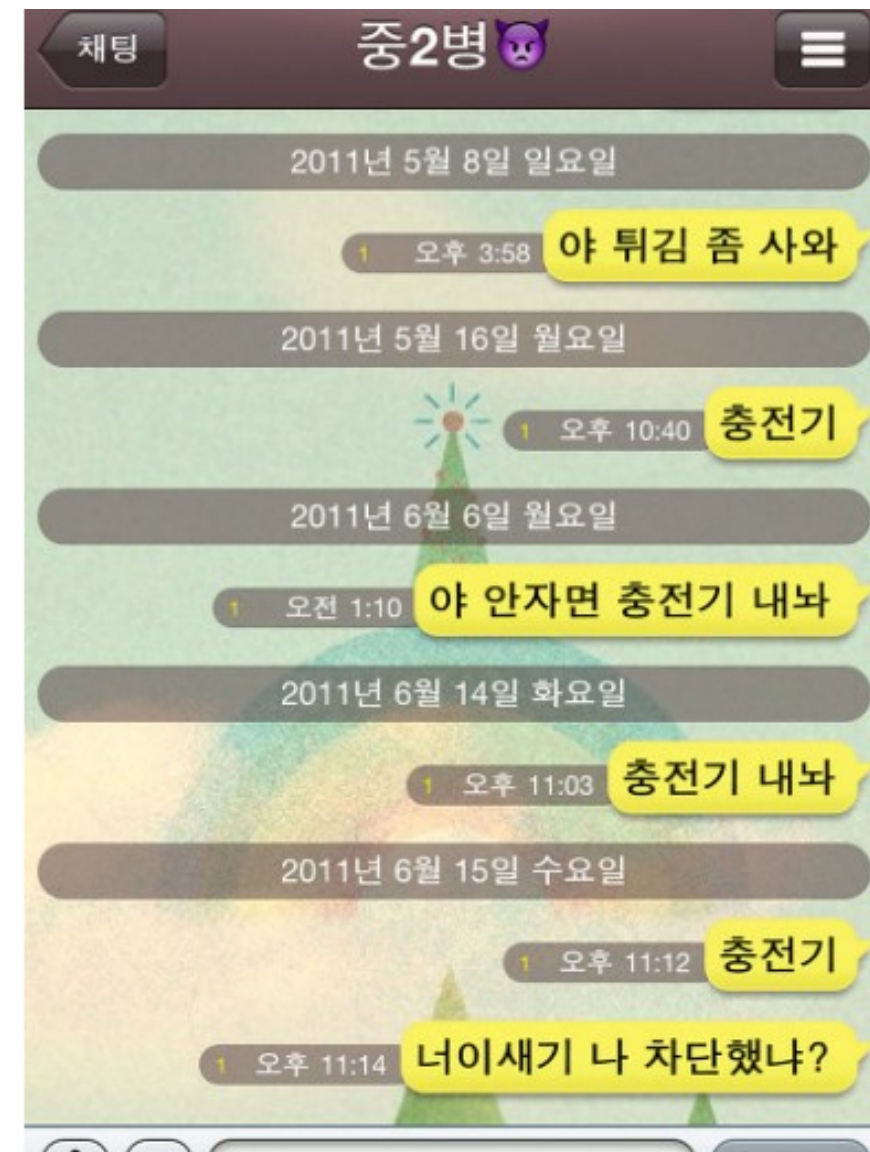 채팅
중2병😈
2011년 5월 8일 일요일
1 오후 3:58 야 튀김 좀 사와
2011년 5월 16일 월요일
1 오후 10:40 충전기
2011년 6월 6일 월요일
1 오전 1:10 야 안자면 충전기 내놔
2011년 6월 14일 화요일
1 오후 11:03 충전기 내놔
2011년 6월 15일 수요일
1 오후 11:12 충전기
1 오후 11:14 너이새기 나 차단했냐?